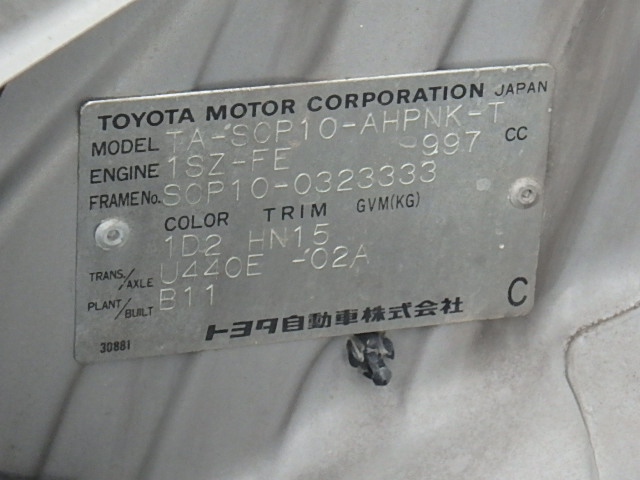 TOYOTA MOTOR CORPORATION JAPAN
MODEL TA-SCP10-AHPNK-T
ENGINE 1SZ-FE 997 CC
FRAME No. SCP10-0323333
COLOR TRIM GVM(KG)
1D2 HN15
TRANS./AXLE U440E -02A
PLANT/BUILT B11
トヨタ自動車株式会社 C
30881